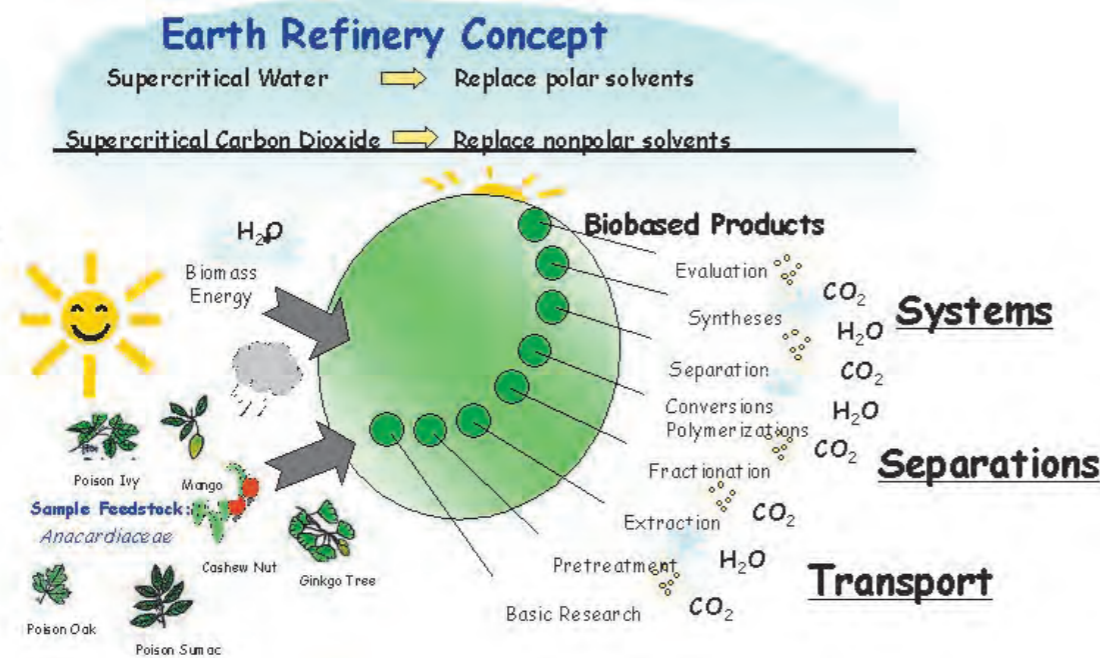 Earth Refinery Concept
Supercritical Water Replace polar solvents
Supercritical Carbon Dioxide Replace nonpolar solvents
H₂O
Biomass
Energy
Biobased Products
Evaluation
CO₂
Syntheses
H₂O
Systems
Separation
CO₂
Conversions
Polymerizations
H₂O
CO₂
Fractionation
Separations
Extraction
CO₂
Pretreatment
H₂O
Transport
Basic Research
CO₂
Poison Ivy
Mango
Sample Feedstock:
Anacardiaceae
Cashew Nut
Ginkgo Tree
Poison Oak
Poison Sumac